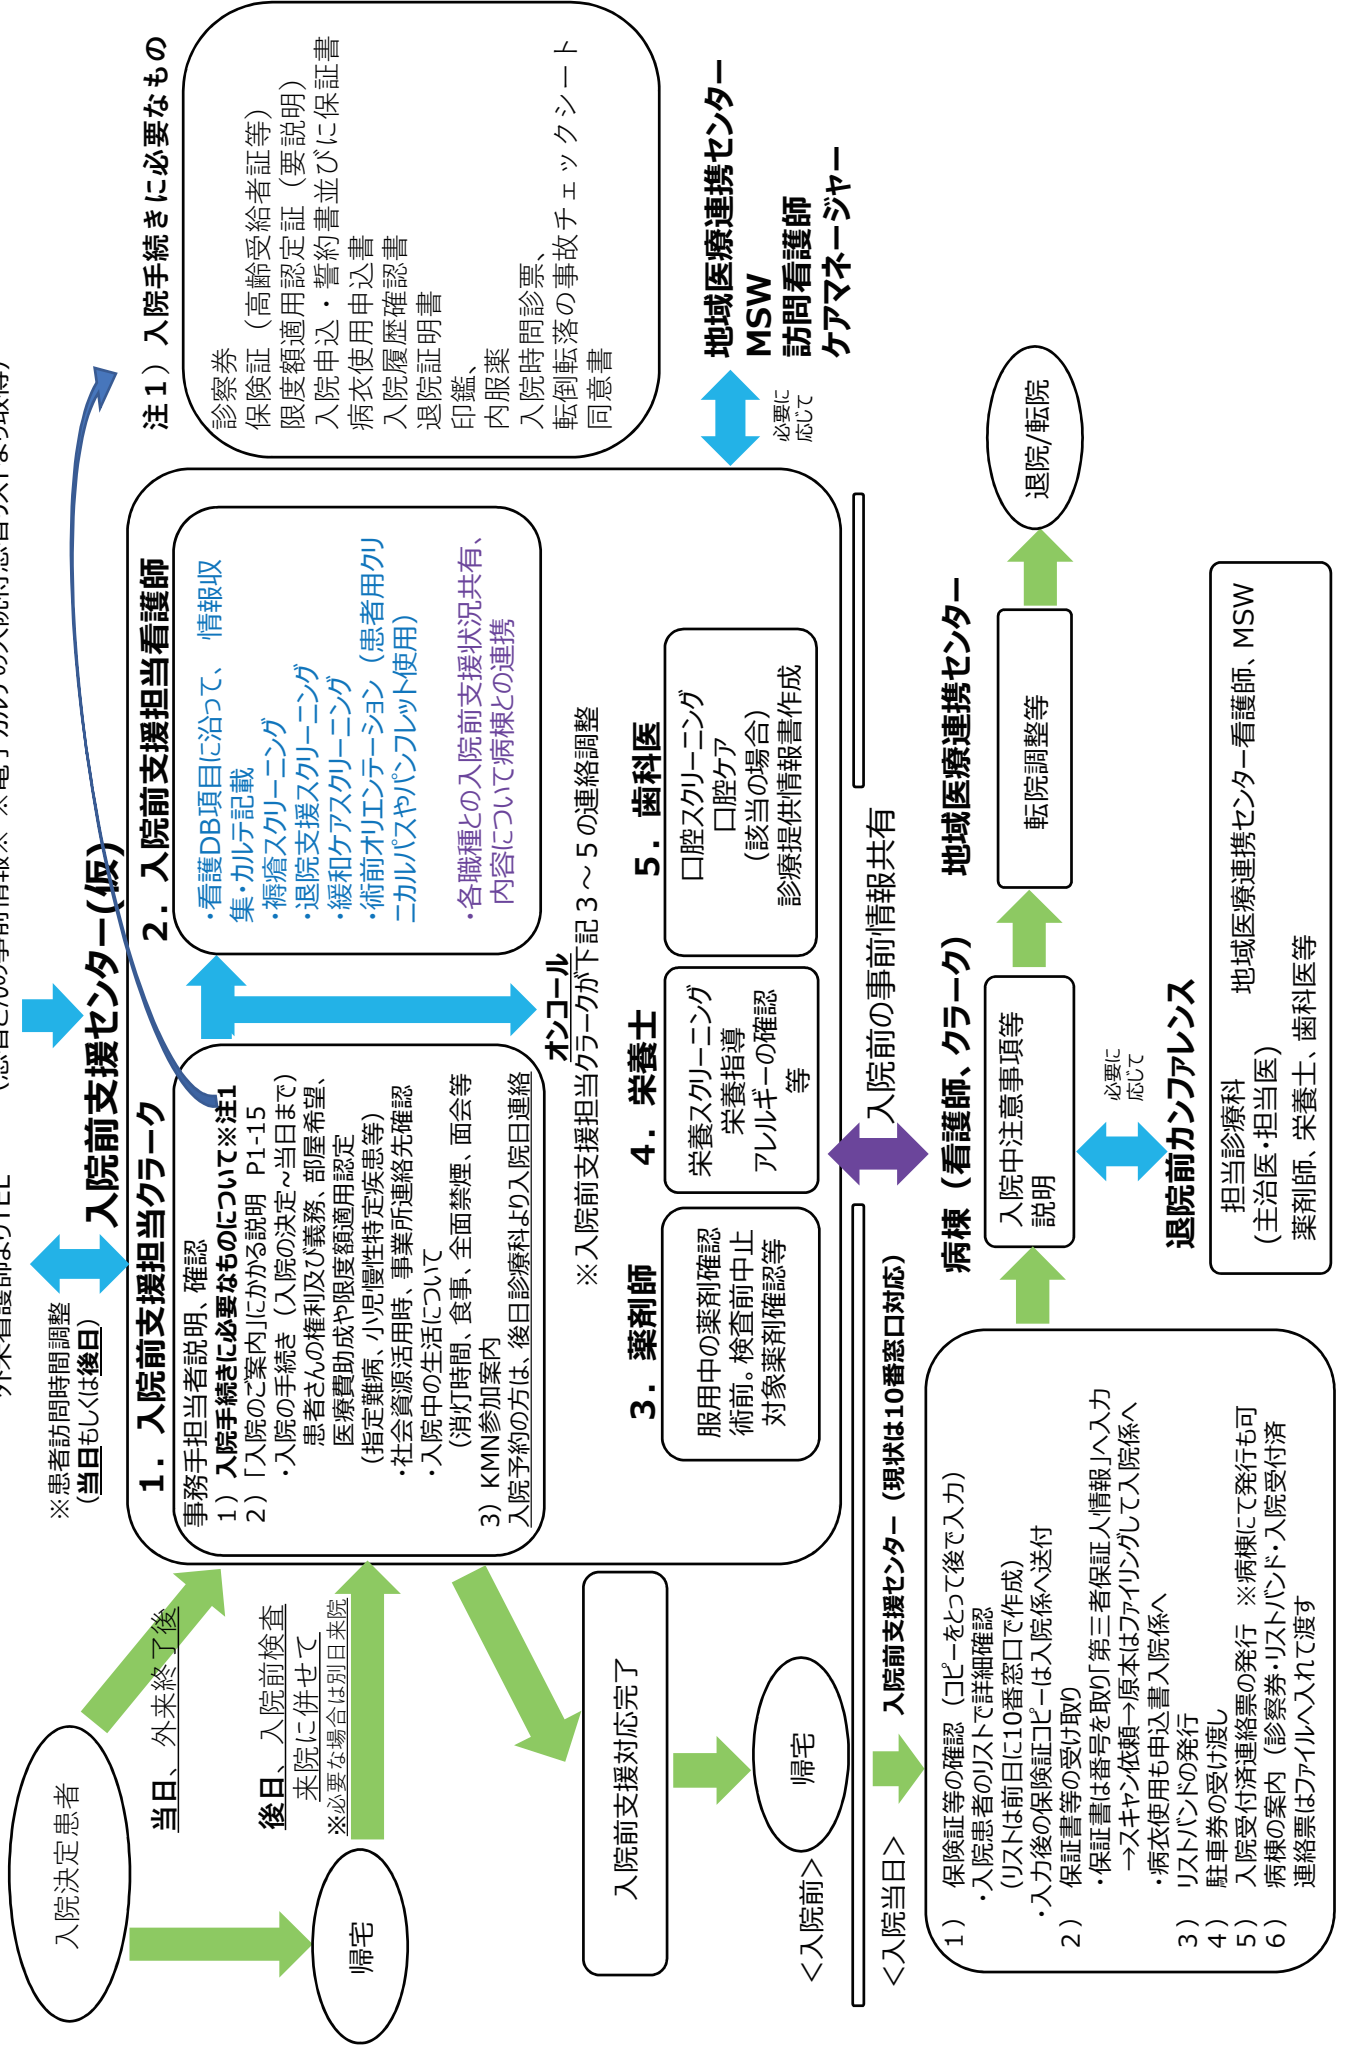 外来看護師よりTEL
(患者さんの事前情報※ ※電子カルテの入院待患者リストより取得)
※患者訪問時間調整
(当日もしくは後日)
入院前支援センター(仮)
入院決定患者
当日、外来終了後
後日、入院前検査
来院に併せて
※必要な場合は別日来院
帰宅
1．入院前支援担当クラーク
事務手担当者説明、確認
1）入院手続きに必要なものについて※注1
2）「入院のご案内」にかかる説明 P1-15
・入院の手続き（入院の決定～当日まで）
患者さんの権利及び義務、部屋希望、
医療費助成や限度額適用認定
（指定難病、小児慢性特定疾患等）
・社会資源活用時、事業所連絡先確認
・入院中の生活について
（消灯時間、食事、全面禁煙、面会等
3）KMN参加案内
入院予約の方は、後日診療科より入院日連絡
2．入院前支援担当看護師
・看護DB項目に沿って、 情報収
集・カルテ記載
・褥瘡スクリーニング
・退院支援スクリーニング
・緩和ケアスクリーニング
・術前オリエンテーション（患者用クリ
ニカルパスやパンフレット使用）
・各職種との入院前支援状況共有、
内容について病棟との連携
注１）入院手続きに必要なもの
診察券
保険証（高齢受給者証等）
限度額適用認定証（要説明）
入院申込・誓約書並びに保証書
病衣使用申込書
入院履歴確認書
退院証明書
印鑑、
内服薬
入院時問診票、
転倒転落の事故チェックシート
同意書
オンコール
※入院前支援担当クラークが下記３～５の連絡調整
3．薬剤師
服用中の薬剤確認
術前。検査前中止
対象薬剤確認等
4．栄養士
栄養スクリーニング
栄養指導
アレルギーの確認
等
5．歯科医
口腔スクリーニング
口腔ケア
（該当の場合）
診療提供情報書作成
必要に
応じて
地域医療連携センター
MSW
訪問看護師
ケアマネージャー
入院前支援対応完了
帰宅
＜入院前＞
入院前の事前情報共有
＜入院当日＞
入院前支援センター（現状は10番窓口対応）
1） 保険証等の確認（コピーをとって後で入力）
・入院患者のリストで詳細確認
（リストは前日に10番窓口で作成）
・入力後の保険証コピーは入院係へ送付
2） 保証書等の受け取り
・保証書は番号を取り「第三者保証人情報」へ入力
→スキャン依頼→原本はファイリングして入院係へ
・病衣使用も申込書入院係へ
3） リストバンドの発行
4） 駐車券の受け渡し
5） 入院受付済連絡票の発行 ※病棟にて発行も可
6） 病棟の案内（診察券・リストバンド・入院受付済
連絡票はファイルへ入れて渡す
病棟（看護師、クラーク）
入院中注意事項等
説明
地域医療連携センター
転院調整等
退院/転院
必要に
応じて
退院前カンファレンス
担当診療科 地域医療連携センター看護師、MSW
（主治医・担当医）
薬剤師、栄養士、歯科医等